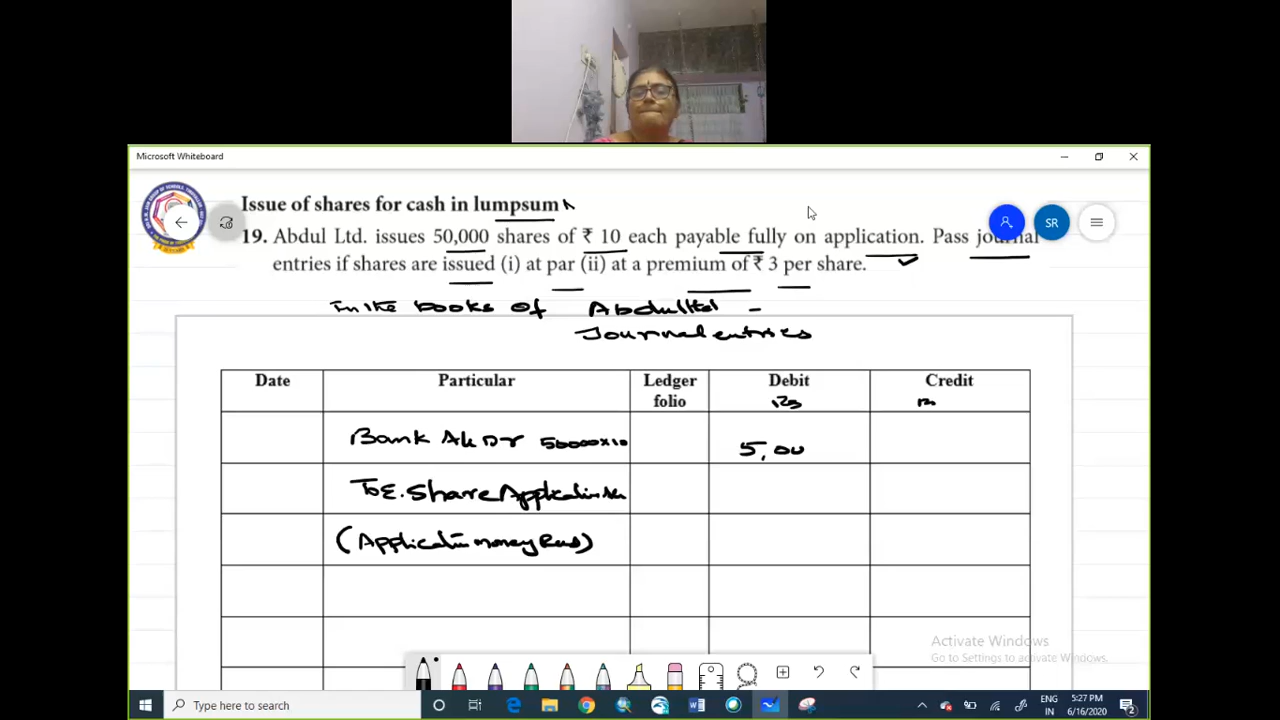 Microsoft Whiteboard
Issue of shares for cash in lumpsum
19. Abdul Ltd. issues 50,000 shares of ₹ 10 each payable fully on application. Pass journal
entries if shares are issued (i) at par (ii) at a premium of ₹ 3 per share.
SR
In the books of Abdul Ltd -
Journal entries
Date Particular Ledger folio Debit Credit
Rs
Bank A/c Dr 50000x10 5,00
To E. Share Application A/c
(Application money
Activate Windows
Go to Settings to activate Windows.
Type here to search
ENG
IN
5:27 PM
6/16/2020
2